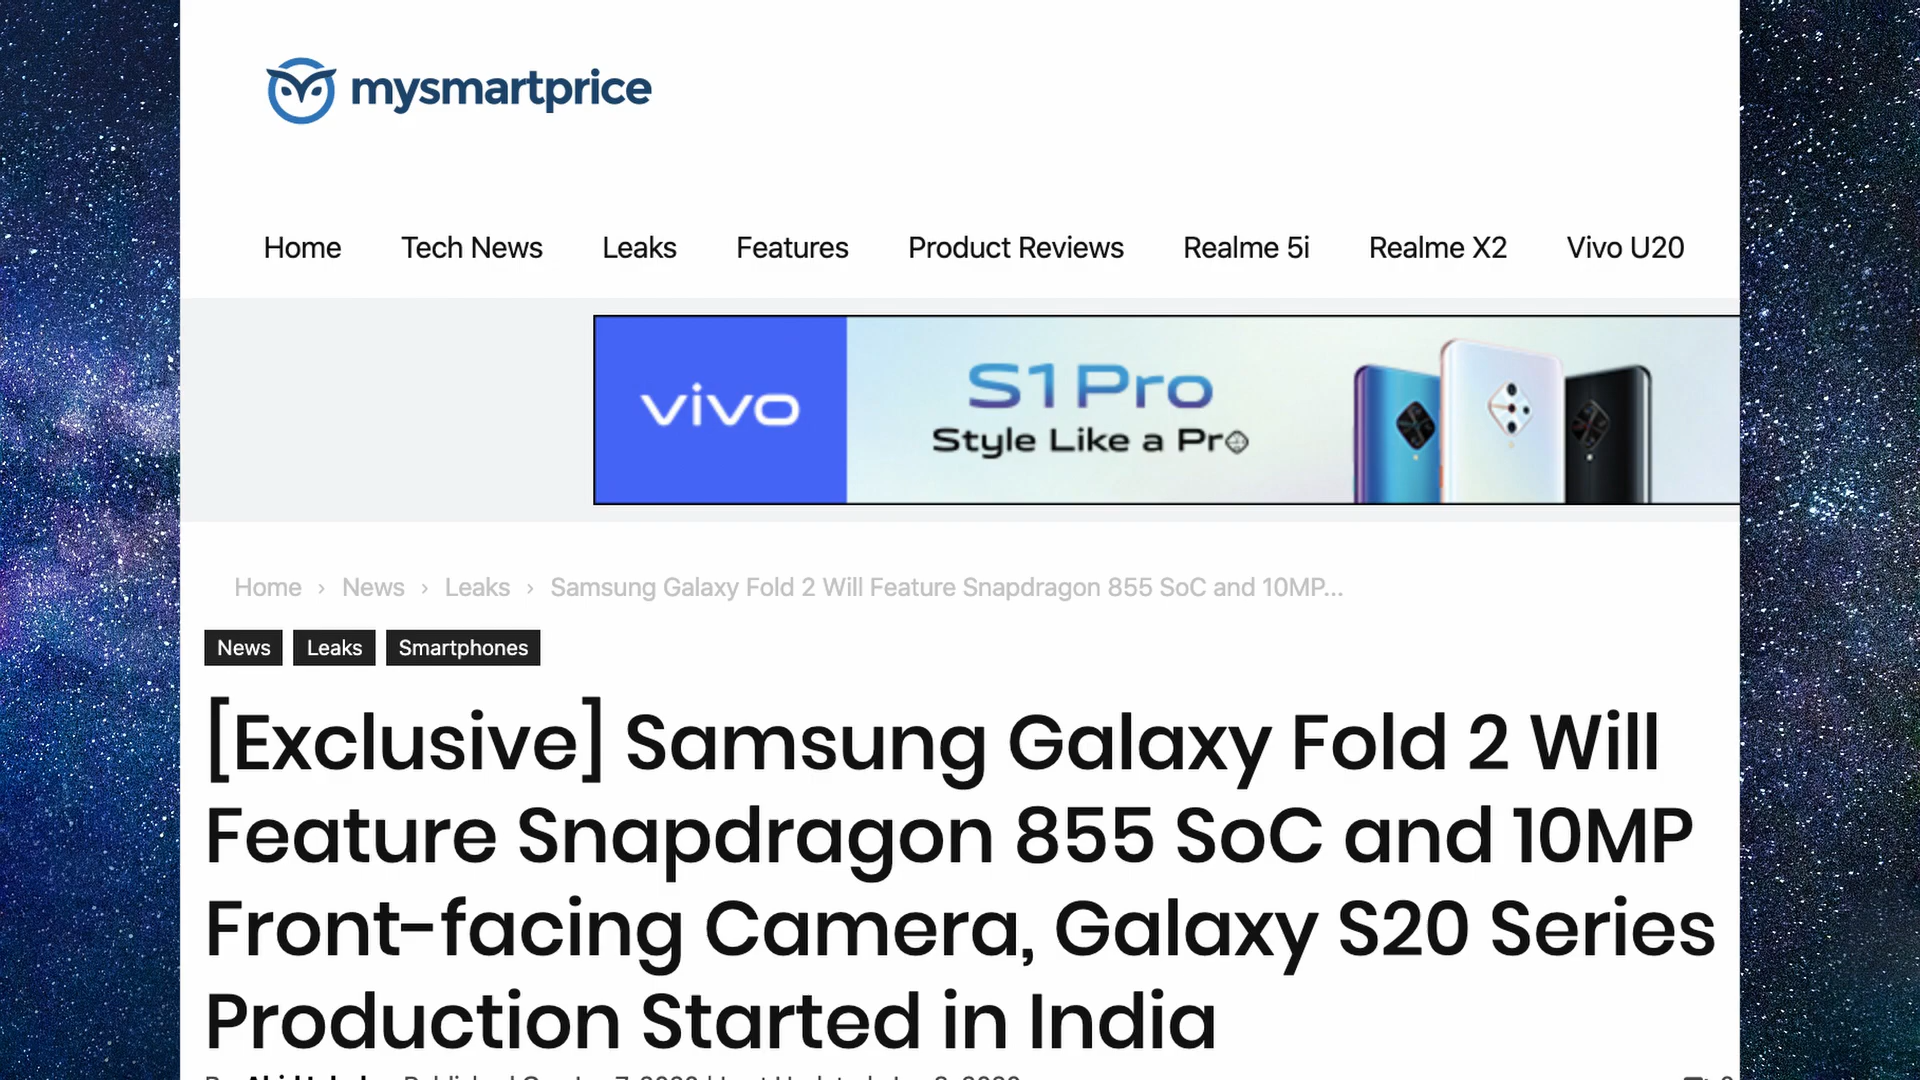 mysmartprice
Home Tech News Leaks Features Product Reviews Realme 5i Realme X2 Vivo U20
vivo
S1 Pro
Style Like a Pro
Home › News › Leaks › Samsung Galaxy Fold 2 Will Feature Snapdragon 855 SoC and 10MP...
News Leaks Smartphones
[Exclusive] Samsung Galaxy Fold 2 Will
Feature Snapdragon 855 SoC and 10MP
Front-facing Camera, Galaxy S20 Series
Production Started in India